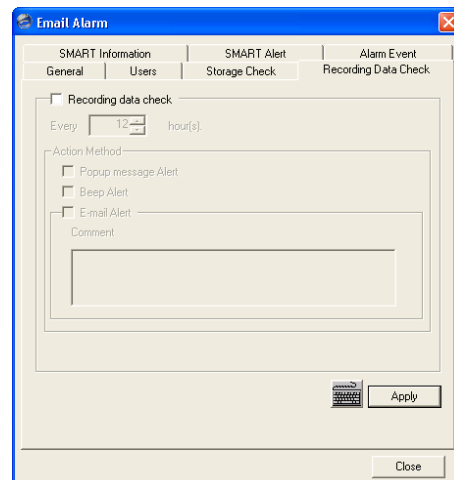 Email Alarm
SMART Information SMART Alert Alarm Event
General Users Storage Check Recording Data Check
Recording data check
Every 12 hour(s).
Action Method
Popup message Alert
Beep Alert
E-mail Alert
Comment
Apply
Close